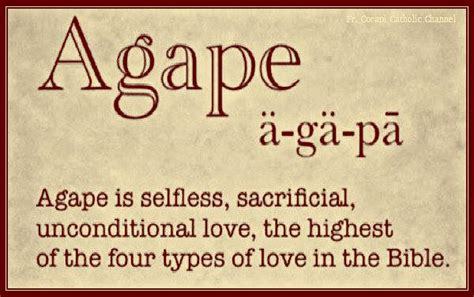 Fr. Corapi Catholic Channel
Agape
ä-gä-pā
Agape is selfless, sacrificial,
unconditional love, the highest
of the four types of love in the Bible.